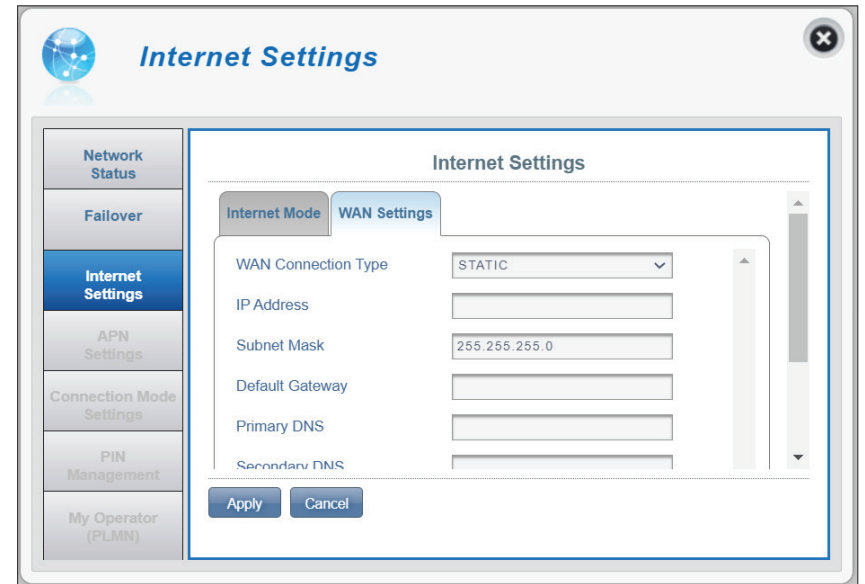 Internet Settings
Network
Status
Failover
Internet
Settings
APN
Settings
Connection Mode
Settings
PIN
Management
My Operator
(PLMN)
Internet Settings
Internet Mode
WAN Settings
WAN Connection Type
STATIC
IP Address
Subnet Mask
255.255.255.0
Default Gateway
Primary DNS
Secondary DNS
Apply
Cancel